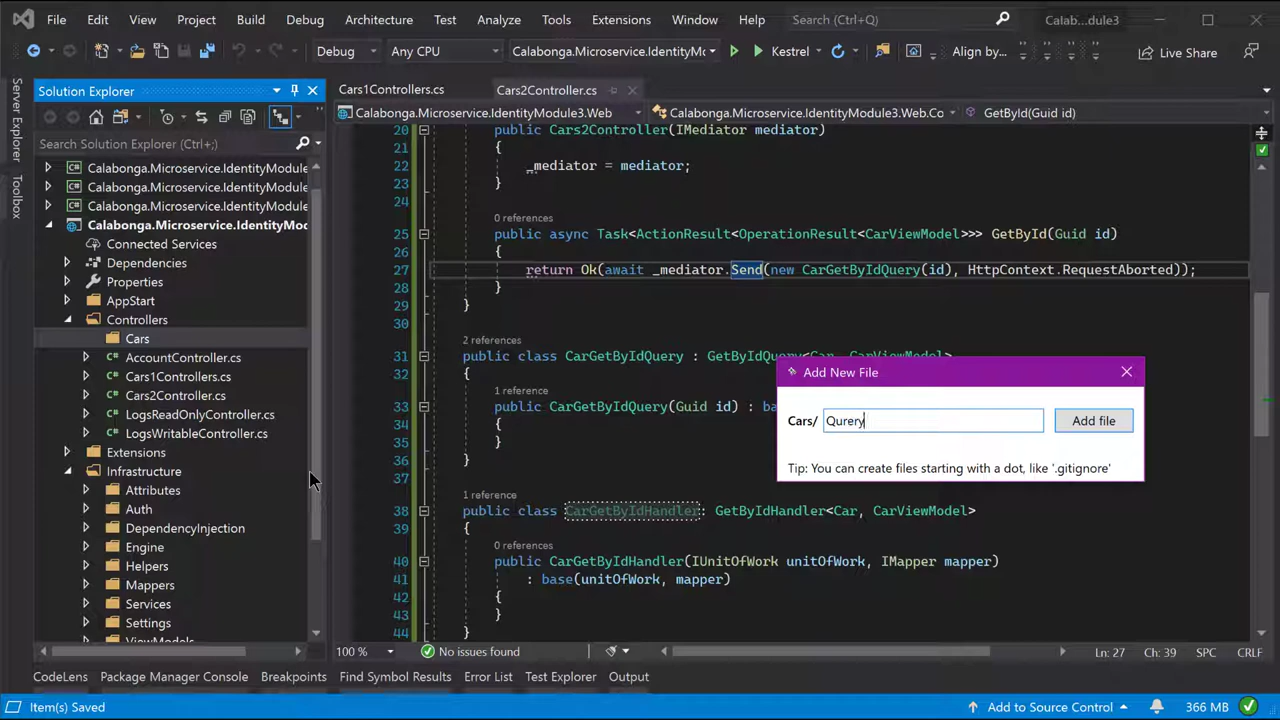 File Edit View Project Build Debug Architecture Test Analyze Tools Extensions Window Help Search (Ctrl+Q) Calab...dule3
Debug Any CPU Calabonga.Microservice.IdentityMo Kestrel Align by... Live Share
Server Explorer
Toolbox
Solution Explorer
Search Solution Explorer (Ctrl+;)
Calabonga.Microservice.IdentityModule
Calabonga.Microservice.IdentityModule
Calabonga.Microservice.IdentityModule
Calabonga.Microservice.IdentityMod
Connected Services
Dependencies
Properties
AppStart
Controllers
Cars
AccountController.cs
Cars1Controllers.cs
Cars2Controller.cs
LogsReadOnlyController.cs
LogsWritableController.cs
Extensions
Infrastructure
Attributes
Auth
DependencyInjection
Engine
Helpers
Mappers
Services
Settings
ViewModels
Cars1Controllers.cs Cars2Controller.cs
Calabonga.Microservice.IdentityModule3.Web Calabonga.Microservice.IdentityModule3.Web.Co GetById(Guid id)
20 public Cars2Controller(IMediator mediator)
21 {
22 _mediator = mediator;
23 }
24
0 references
25 public async Task<ActionResult<OperationResult<CarViewModel>>> GetById(Guid id)
26 {
27 return Ok(await _mediator.Send(new CarGetByIdQuery(id), HttpContext.RequestAborted));
28 }
29 }
30
2 references
31 public class CarGetByIdQuery : GetByIdQuery<Car, CarViewModel>
32 {
1 reference
33 public CarGetByIdQuery(Guid id) : ba
34 {
35 }
36 }
37
1 reference
38 public class CarGetByIdHandler: GetByIdHandler<Car, CarViewModel>
39 {
0 references
40 public CarGetByIdHandler(IUnitOfWork unitOfWork, IMapper mapper)
41 : base(unitOfWork, mapper)
42 {
43 }
44 }
Add New File
Cars/ Qurery Add file
Tip: You can create files starting with a dot, like '.gitignore'
100 % No issues found Ln: 27 Ch: 39 SPC CRLF
CodeLens Package Manager Console Breakpoints Find Symbol Results Error List Test Explorer Output
Item(s) Saved Add to Source Control 366 MB